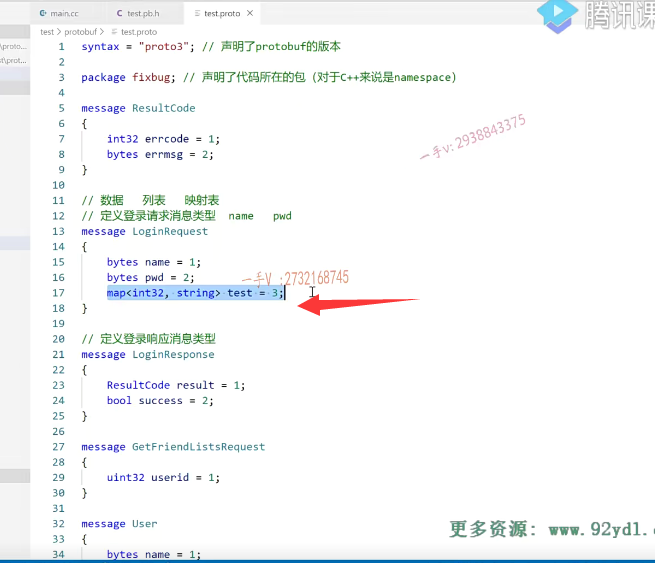 main.cc
test.pb.h
test.proto
腾讯课
test > protobuf > test.proto
\proto...
vt\prot...
1 syntax = "proto3"; // 声明了protobuf的版本
2
3 package fixbug; // 声明了代码所在的包（对于C++来说是namespace）
4
5 message ResultCode
6 {
7 int32 errcode = 1;
8 bytes errmsg = 2;
9 }
一手v: 2938843375
10
11 // 数据 列表 映射表
12 // 定义登录请求消息类型 name pwd
13 message LoginRequest
14 {
15 bytes name = 1;
16 bytes pwd = 2;
一手V :2732168745
17 map<int32, string> test = 3;
18 }
19
20 // 定义登录响应消息类型
21 message LoginResponse
22 {
23 ResultCode result = 1;
24 bool success = 2;
25 }
26
27 message GetFriendListsRequest
28 {
29 uint32 userid = 1;
30 }
31
32 message User
更多资源: www.92yd1.
33 {
34 bytes name = 1;